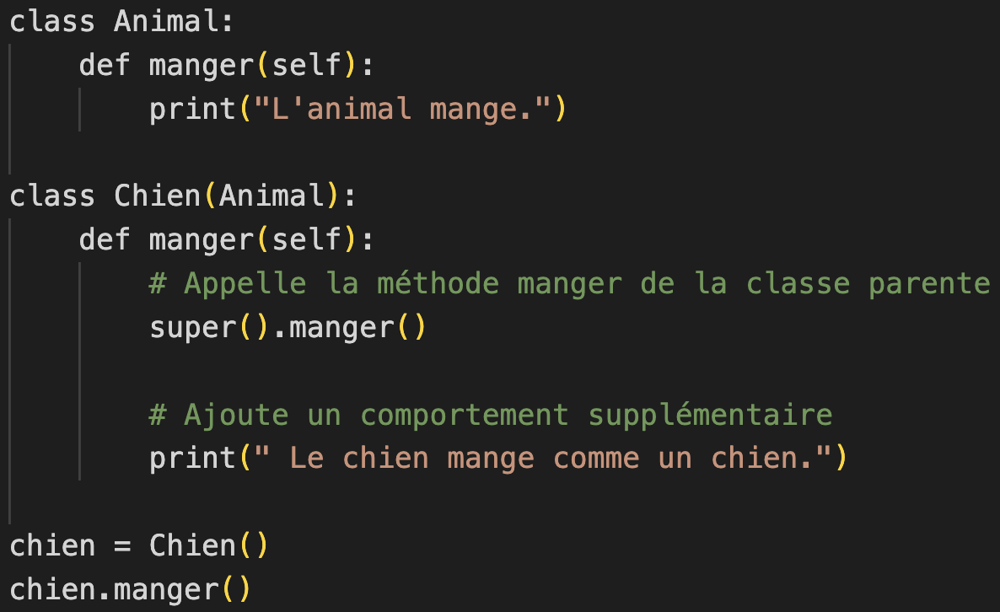 class Animal:
    def manger(self):
        print("L'animal mange.")

class Chien(Animal):
    def manger(self):
        # Appelle la méthode manger de la classe parente
        super().manger()

        # Ajoute un comportement supplémentaire
        print(" Le chien mange comme un chien.")

chien = Chien()
chien.manger()